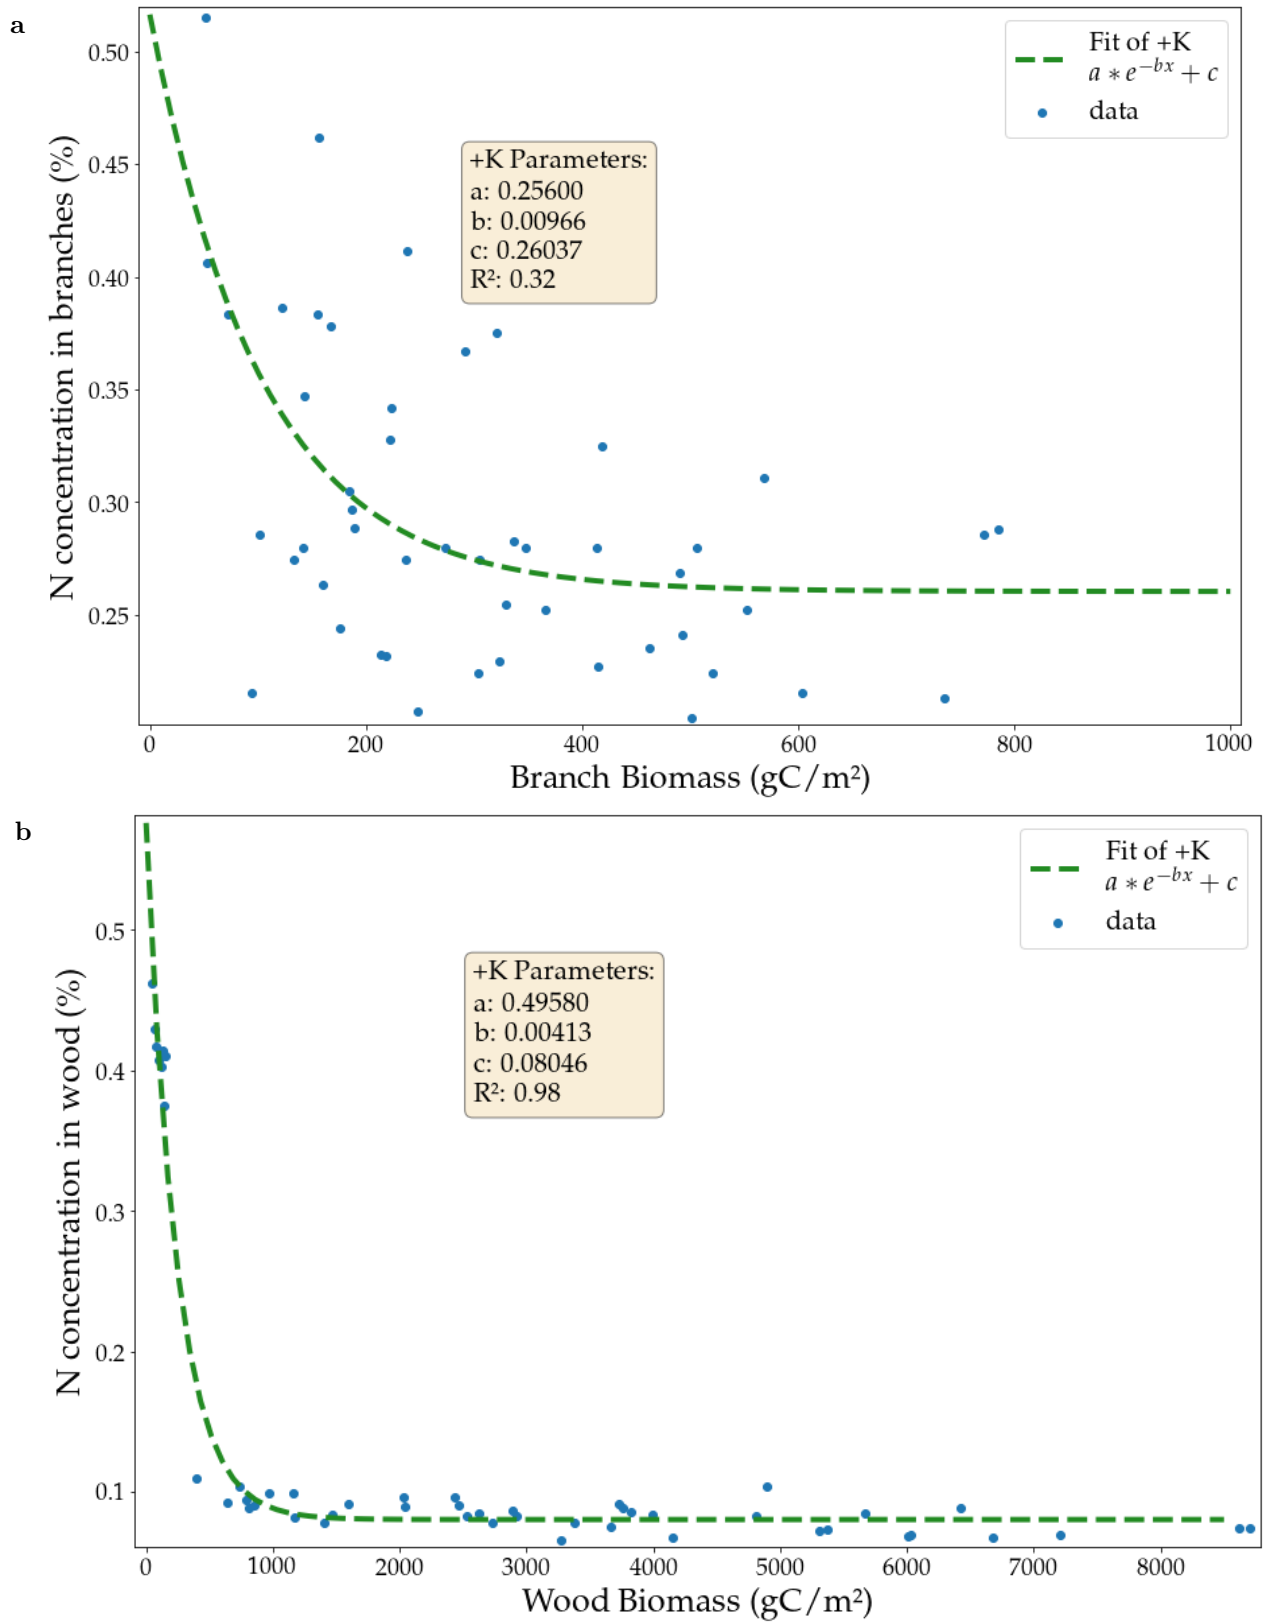 a
Fit of +K
a ∗ e^{−bx} + c
data
+K Parameters:
a: 0.25600
b: 0.00966
c: 0.26037
R²: 0.32
N concentration in branches (%)
0.50
0.45
0.40
0.35
0.30
0.25
0 200 400 600 800 1000
Branch Biomass (gC/m²)
b
Fit of +K
a ∗ e^{−bx} + c
data
+K Parameters:
a: 0.49580
b: 0.00413
c: 0.08046
R²: 0.98
N concentration in wood (%)
0.5
0.4
0.3
0.2
0.1
0 1000 2000 3000 4000 5000 6000 7000 8000
Wood Biomass (gC/m²)